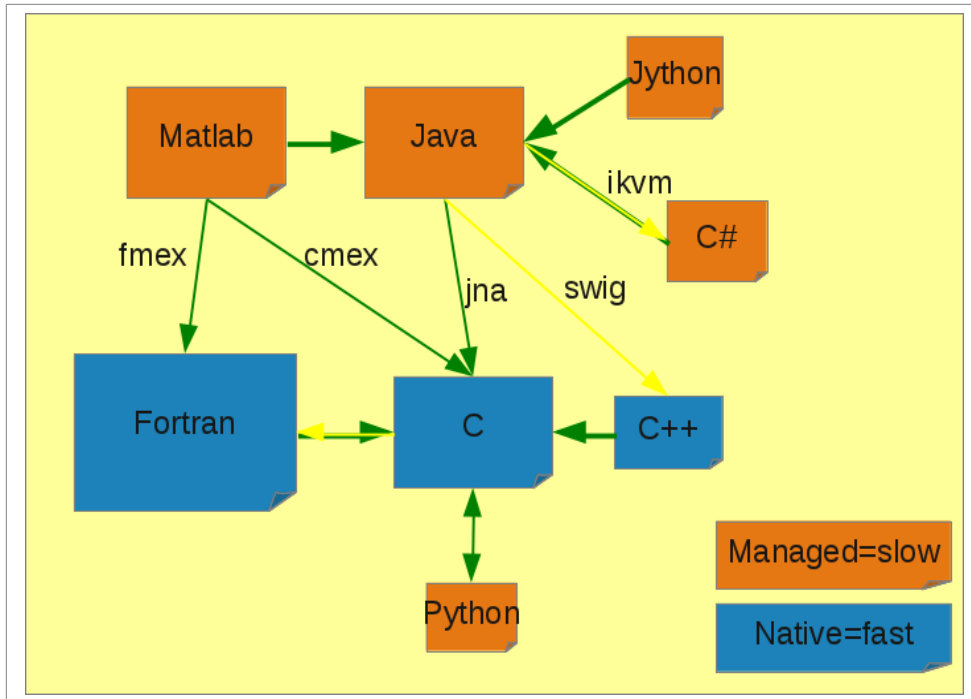 Jython
Matlab
Java
ikvm
C#
fmex
cmex
jna
swig
Fortran
C
C++
Managed=slow
Python
Native=fast